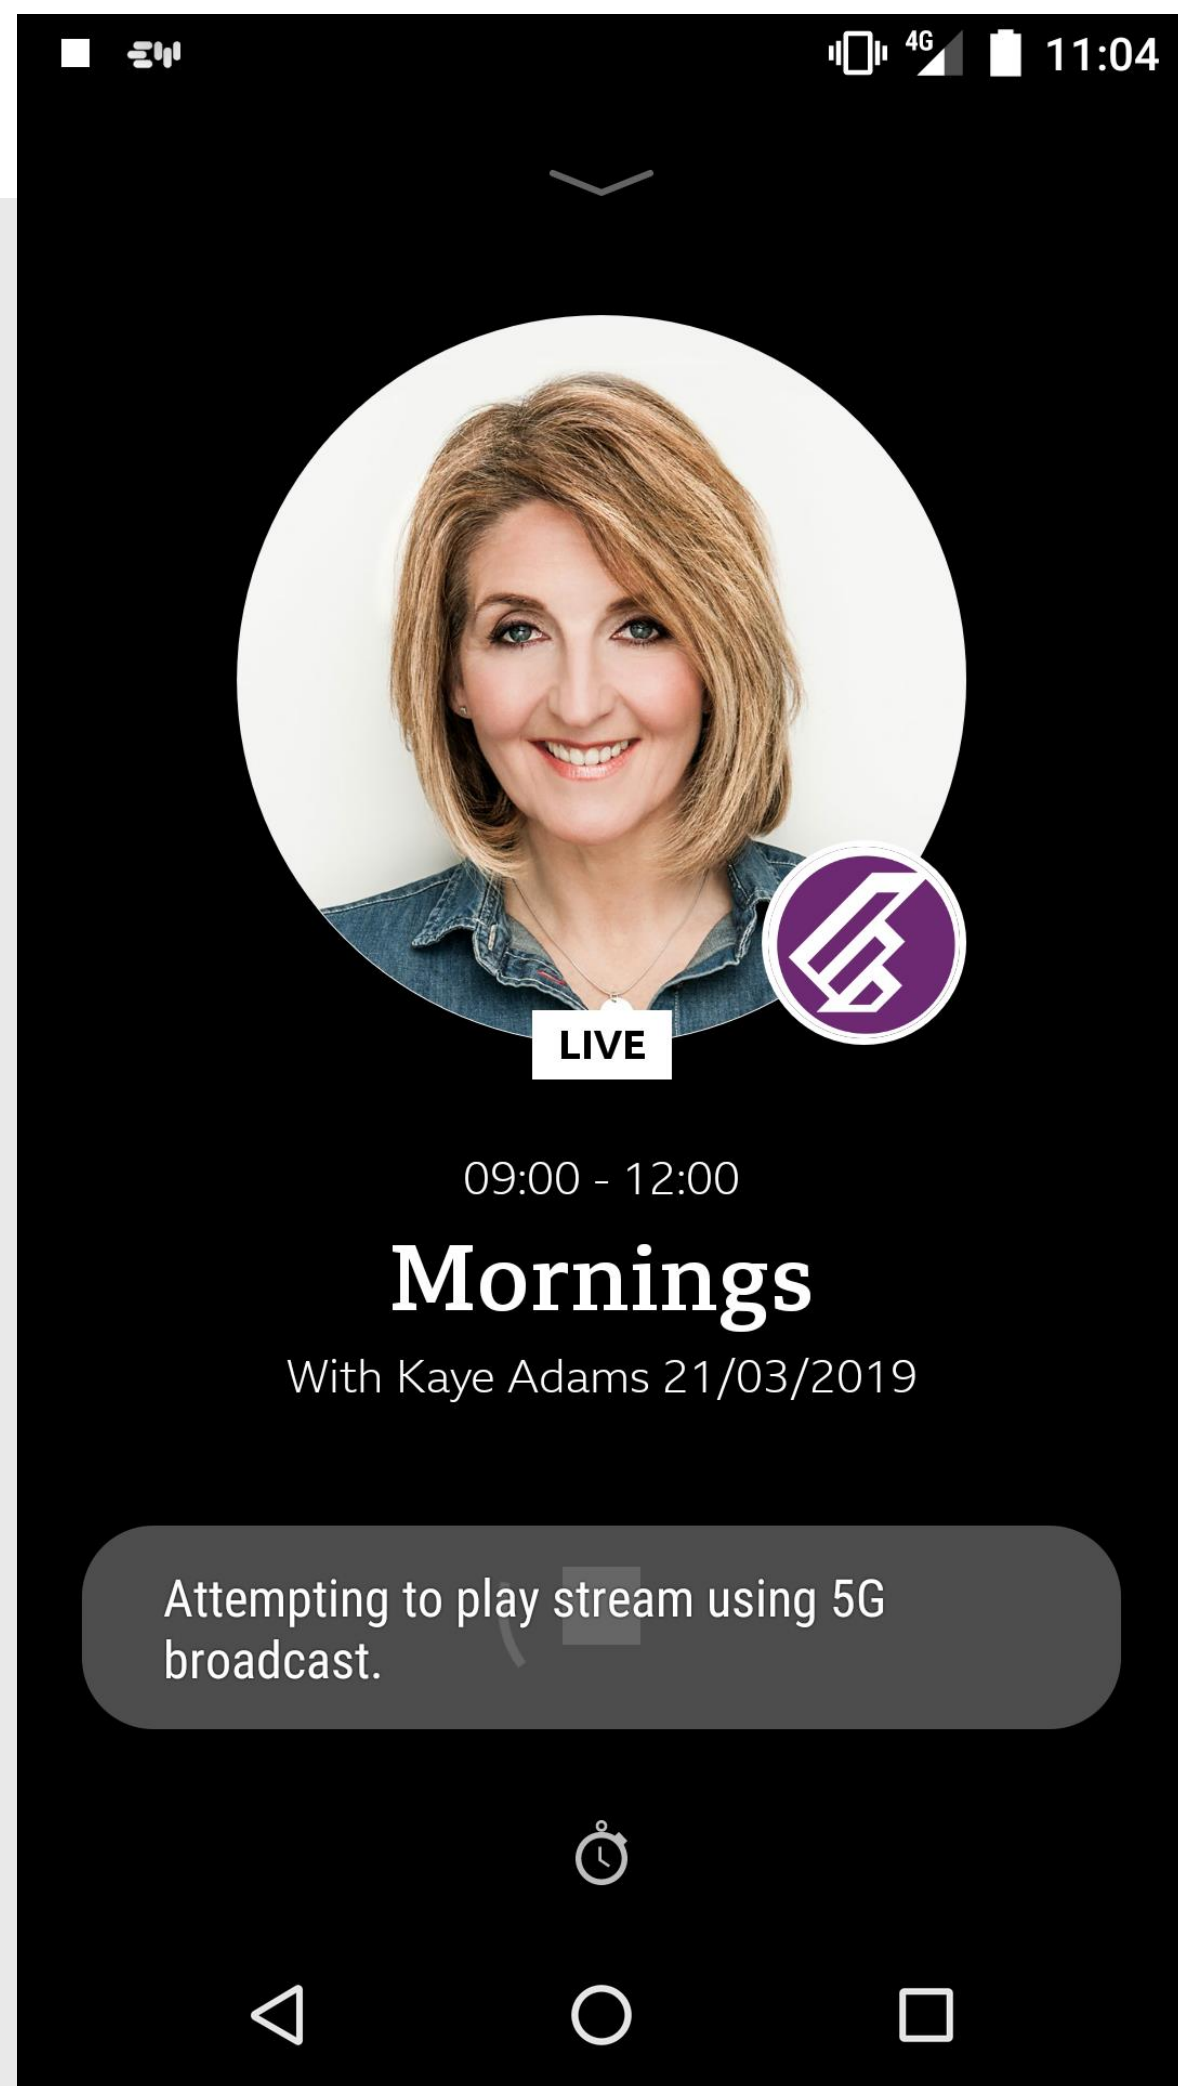 4G 11:04
LIVE
09:00 - 12:00
Mornings
With Kaye Adams 21/03/2019
Attempting to play stream using 5G
broadcast.